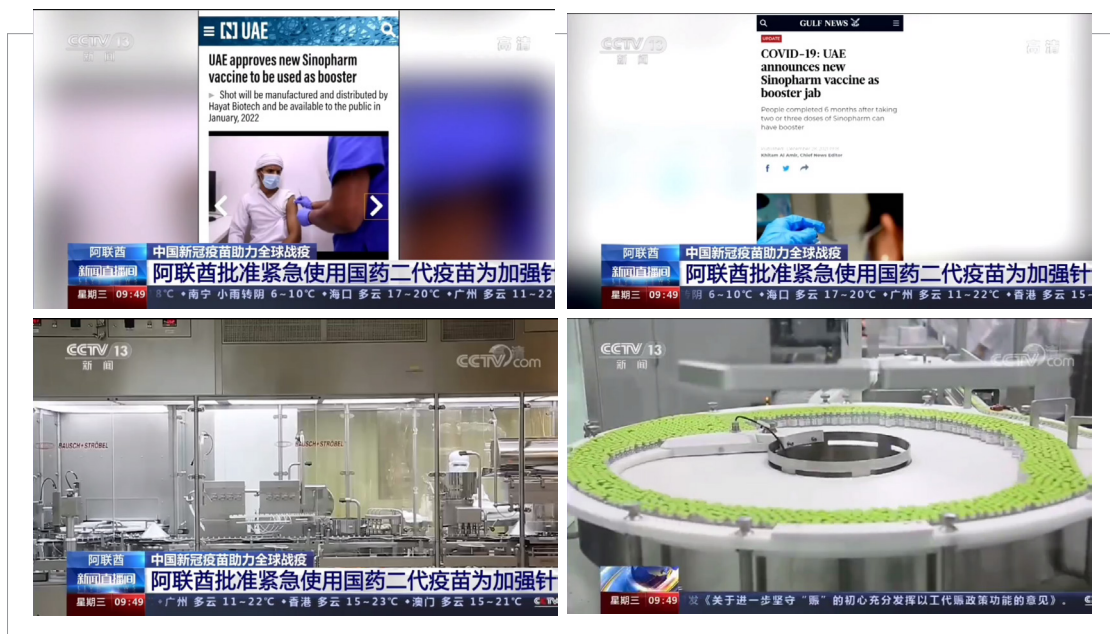 CCTV 13
新 闻
高清
[N] UAE
UAE approves new Sinopharm
vaccine to be used as booster
Shot will be manufactured and distributed by
Hayat Biotech and be available to the public in
January, 2022
阿联酋
中国新冠疫苗助力全球战疫
新闻直播间
阿联酋批准紧急使用国药二代疫苗为加强针
星期三 09:49
8℃ 南宁 小雨转阴 6~10℃ 海口 多云 17~20℃ 广州 多云 11~22
CCTV 13
新 闻
高清
GULF NEWS
UPDATE
COVID-19: UAE
announces new
Sinopharm vaccine as
booster jab
People completed 6 months after taking
two or three doses of Sinopharm can
have booster
Chief News Editor
阿联酋
中国新冠疫苗助力全球战疫
新闻直播间
阿联酋批准紧急使用国药二代疫苗为加强针
星期三 09:49
阴 6~10℃ 海口 多云 17~20℃ 广州 多云 11~22℃ 香港 多云 15~
CCTV 13
新 闻
CCTV com
BAUSCH+STRÖBEL
BAUSCH+STRÖBEL
阿联酋
中国新冠疫苗助力全球战疫
新闻直播间
阿联酋批准紧急使用国药二代疫苗为加强针
星期三 09:49
广州 多云 11~22℃ 香港 多云 15~23℃ 澳门 多云 15~21℃
CCTV 13
新 闻
CCTV com
星期三 09:49
发《关于进一步坚守“赈”的初心充分发挥以工代赈政策功能的意见》。